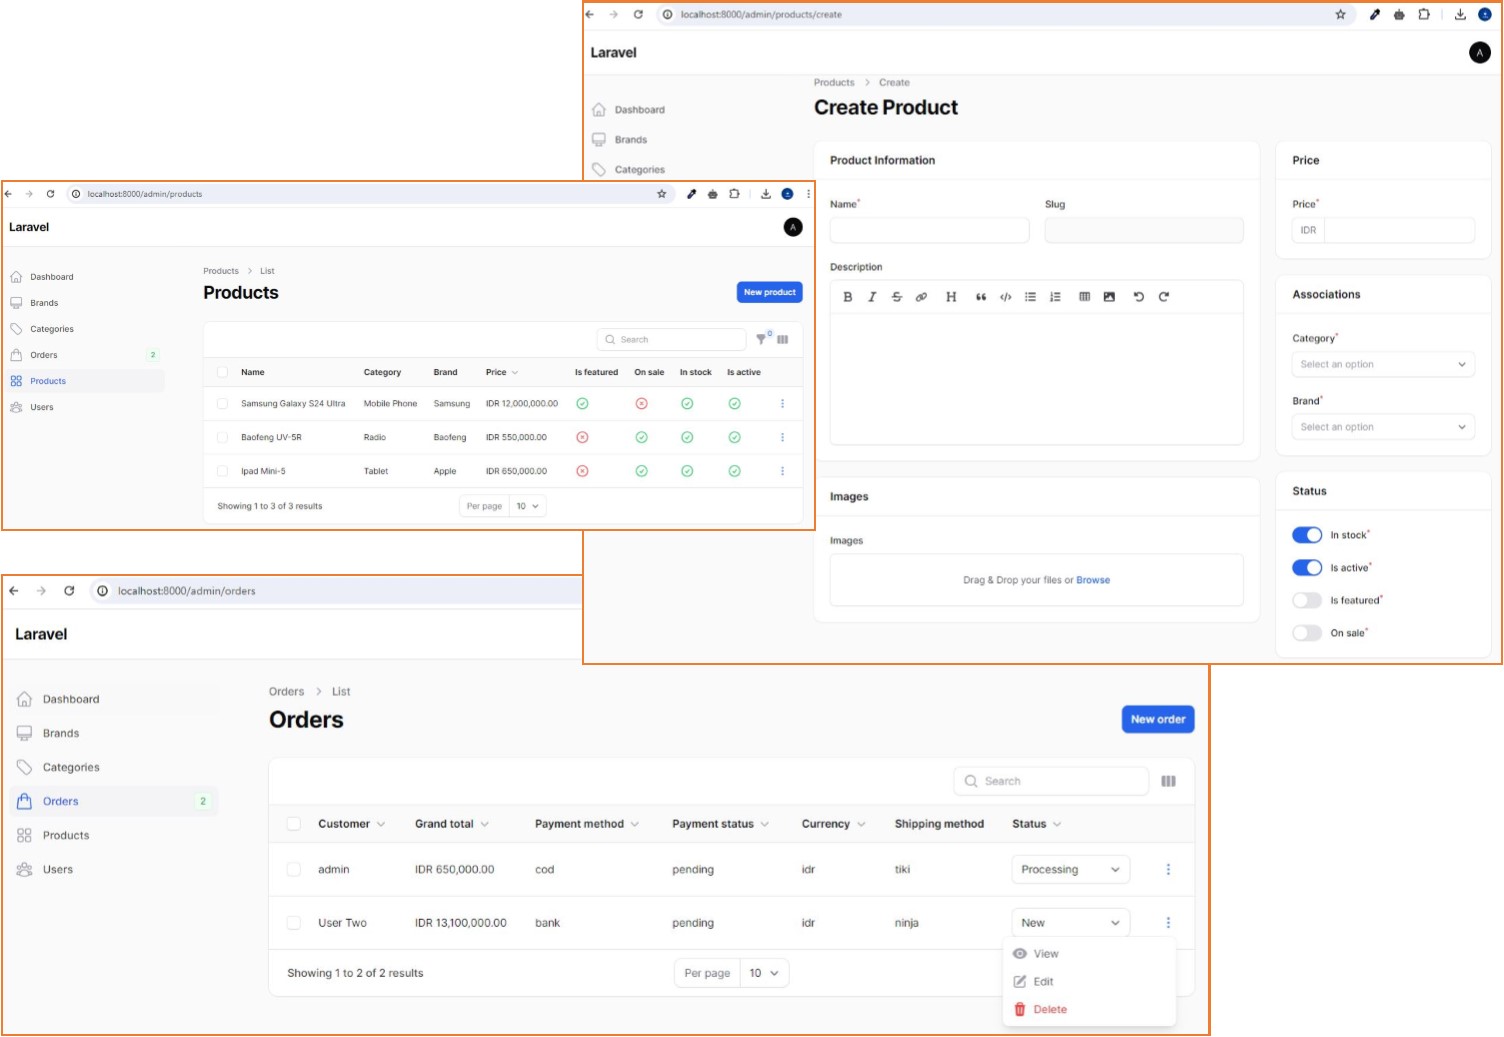 localhost:8000/admin/products/create
Laravel
A
Dashboard
Brands
Categories
Products > Create
Create Product
Product Information
Name*
Slug
Description
B I S H
Images
Images
Drag & Drop your files or Browse
Price
Price*
IDR
Associations
Category*
Select an option
Brand*
Select an option
Status
In stock*
Is active*
Is featured*
On sale*
localhost:8000/admin/products
Laravel
A
Dashboard
Brands
Categories
Orders 2
Products
Users
Products > List
Products
New product
Search
0
Name Category Brand Price Is featured On sale In stock Is active
Samsung Galaxy S24 Ultra Mobile Phone Samsung IDR 12,000,000.00
Baofeng UV-5R Radio Baofeng IDR 550,000.00
Ipad Mini-5 Tablet Apple IDR 650,000.00
Showing 1 to 3 of 3 results
Per page 10
localhost:8000/admin/orders
Laravel
Dashboard
Brands
Categories
Orders 2
Products
Users
Orders > List
Orders
New order
Search
Customer Grand total Payment method Payment status Currency Shipping method Status
admin IDR 650,000.00 cod pending idr tiki Processing
User Two IDR 13,100,000.00 bank pending idr ninja New
View
Edit
Delete
Showing 1 to 2 of 2 results
Per page 10